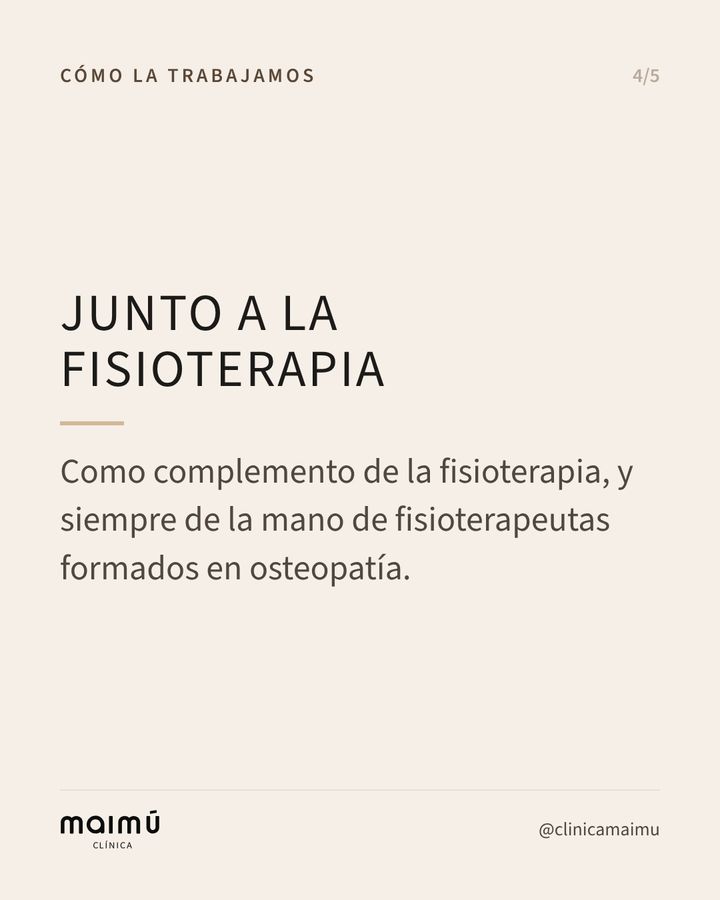 CÓMO LA TRABAJAMOS
4/5
JUNTO A LA
FISIOTERAPIA
Como complemento de la fisioterapia, y
siempre de la mano de fisioterapeutas
formados en osteopatía.
maimú
CLÍNICA
@clinicamaimu